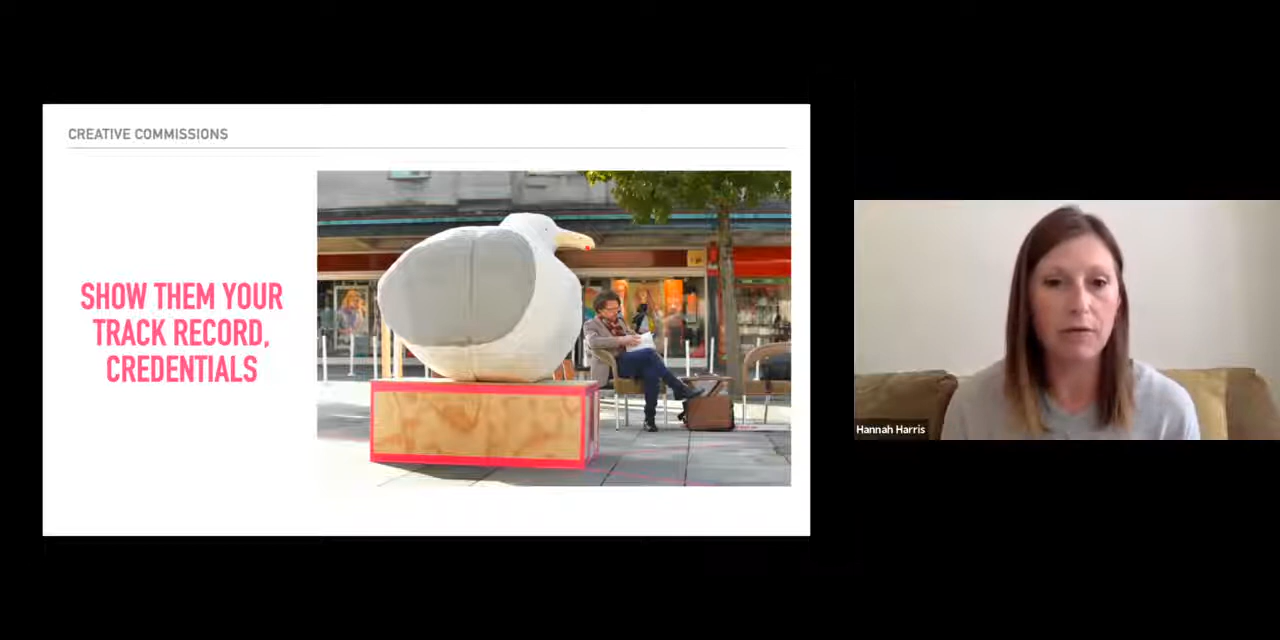 CREATIVE COMMISSIONS
SHOW THEM YOUR
TRACK RECORD,
CREDENTIALS
Hannah Harris